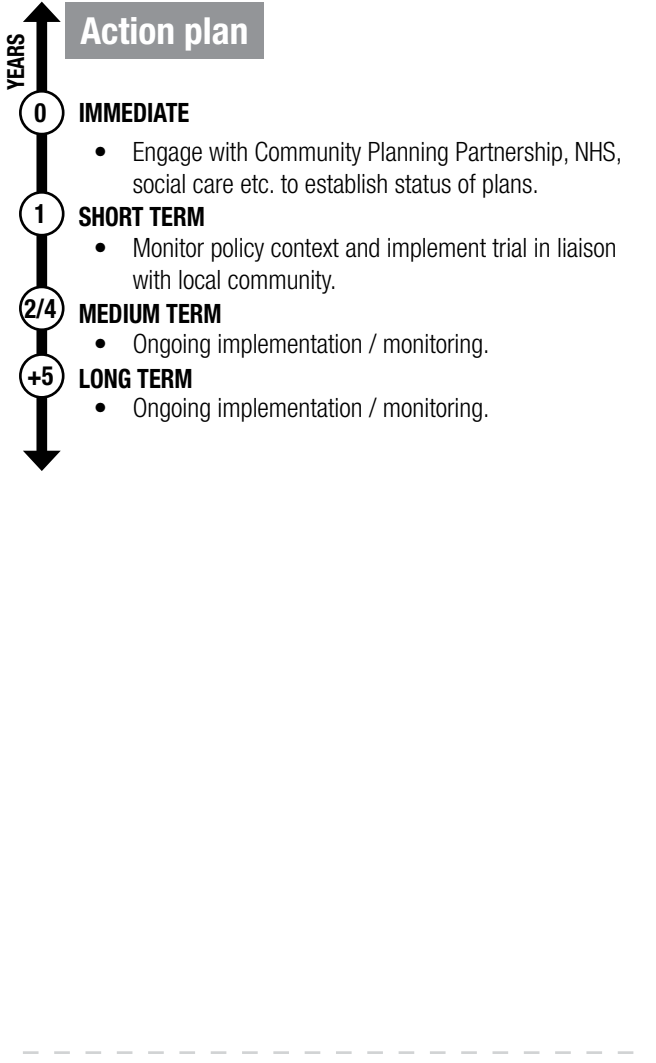 YEARS
Action plan
0 IMMEDIATE
• Engage with Community Planning Partnership, NHS,
social care etc. to establish status of plans.
1 SHORT TERM
• Monitor policy context and implement trial in liaison
with local community.
2/4 MEDIUM TERM
• Ongoing implementation / monitoring.
+5 LONG TERM
• Ongoing implementation / monitoring.